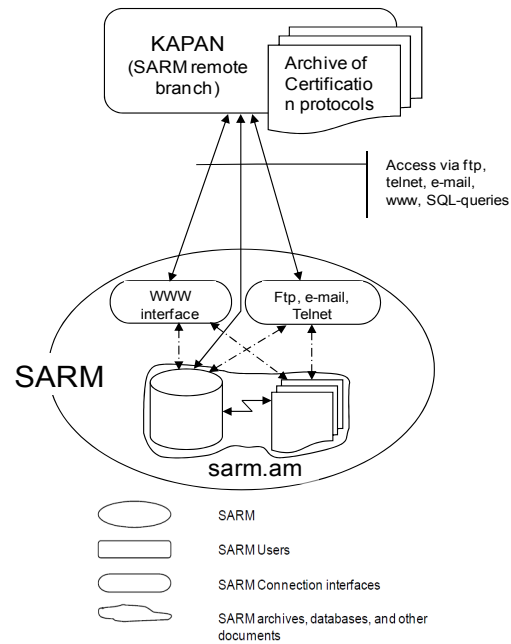 KAPAN
(SARM remote
branch)
Archive of
Certificatio
n protocols
Access via ftp,
telnet, e-mail,
www, SQL-queries
WWW
interface
Ftp, e-mail,
Telnet
SARM
sarm.am
SARM
SARM Users
SARM Connection interfaces
SARM archives, databases, and other
documents